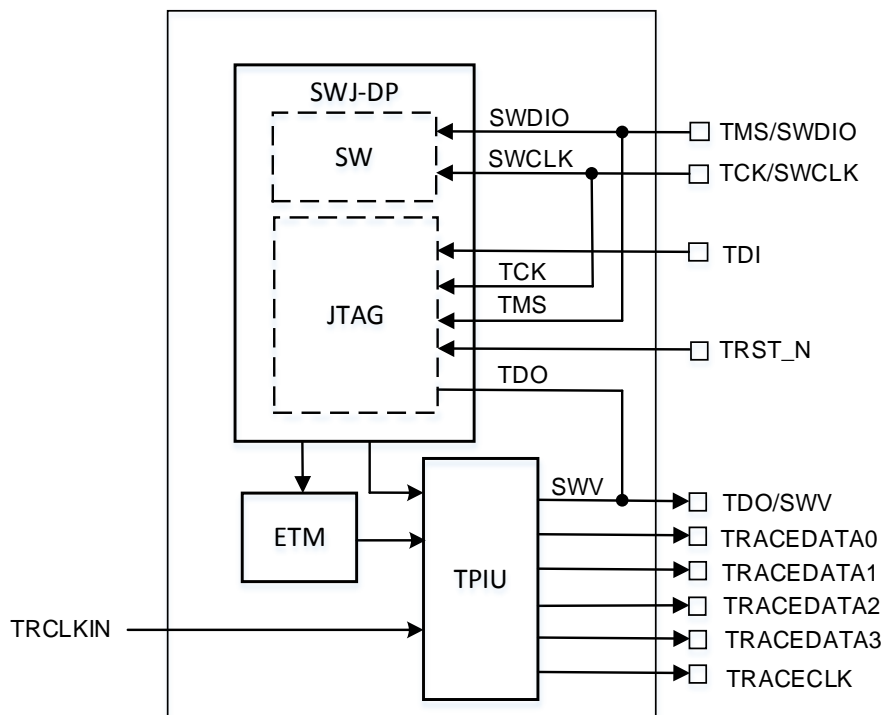 SWJ-DP
SWDIO
TMS/SWDIO
SW
SWCLK
TCK/SWCLK
TDI
TCK
JTAG
TMS
TRST_N
TDO
SWV
TDO/SWV
ETM
TRACEDATA0
TPIU
TRACEDATA1
TRACEDATA2
TRCLKIN
TRACEDATA3
TRACECLK